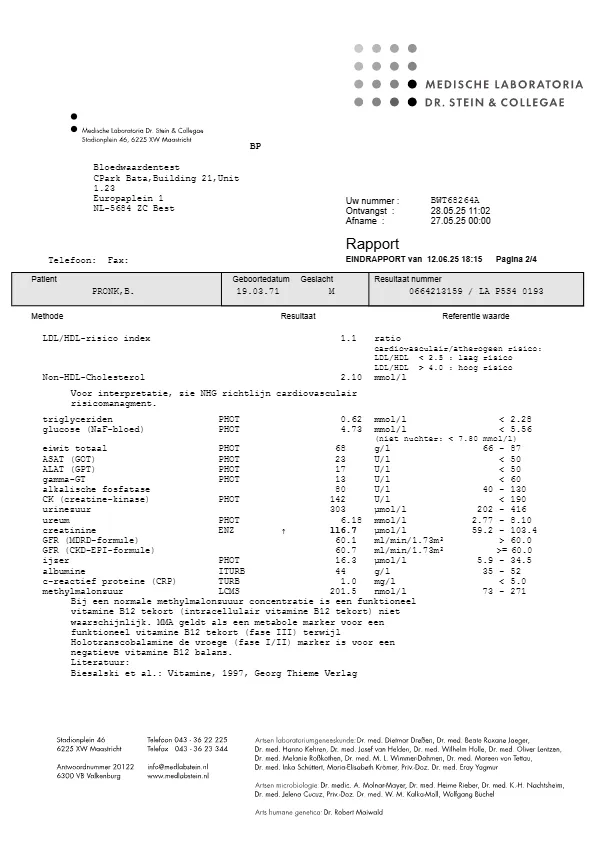 MEDISCHE LABORATORIA
DR. STEIN & COLLEGAE
Medische Laboratoria Dr. Stein & Collegae
Stadionplein 46, 6225 XW Maastricht
BP
Bloedwaardentest
CPark Bata,Building 21,Unit
1.23
Europaplein 1
NL-5684 ZC Best
Uw nummer : BWT68264A
Ontvangst : 28.05.25 11:02
Afname : 27.05.25 00:00
Rapport
Telefoon: Fax:
EINDRAPPORT van 12.06.25 18:15 Pagina 2/4
Patient Geboortedatum Geslacht Resultaat nummer
PRONK,B. 19.03.71 M 0664213159 / LA P554 0193
Methode Resultaat Referentie waarde
LDL/HDL-risico index 1.1 ratio
cardiovasculair/atherogeen risico:
LDL/HDL < 2.5 : laag risico
LDL/HDL > 4.0 : hoog risico
Non-HDL-Cholesterol 2.10 mmol/l
Voor interpretatie, zie NHG richtlijn cardiovasculair
risicomanagment.
triglyceriden PHOT 0.62 mmol/l < 2.28
glucose (NaF-bloed) PHOT 4.73 mmol/l < 5.56
(niet nuchter: < 7.80 mmol/l)
eiwit totaal PHOT 68 g/l 66 - 87
ASAT (GOT) PHOT 23 U/l < 50
ALAT (GPT) PHOT 17 U/l < 50
gamma-GT PHOT 13 U/l < 60
alkalische fosfatase 80 U/l 40 - 130
CK (creatine-kinase) PHOT 142 U/l < 190
urinezuur 303 µmol/l 202 - 416
ureum PHOT 6.18 mmol/l 2.77 - 8.10
creatinine ENZ ↑ 116.7 µmol/l 59.2 - 103.4
GFR (MDRD-formule) 60.1 ml/min/1.73m² > 60.0
GFR (CKD-EPI-formule) 60.7 ml/min/1.73m² >= 60.0
ijzer PHOT 16.3 µmol/l 5.9 - 34.5
albumine ITURB 44 g/l 35 - 52
c-reactief proteine (CRP) TURB 1.0 mg/l < 5.0
methylmalonzuur LCMS 201.5 nmol/l 73 - 271
Bij een normale methylmalonzuur concentratie is een functioneel
vitamine B12 tekort (intracellulair vitamine B12 tekort) niet
waarschijnlijk. MMA geldt als een metabole marker voor een
functioneel vitamine B12 tekort (fase III) terwijl
Holotranscobalamine de vroege (fase I/II) marker is voor een
negatieve vitamine B12 balans.
Literatuur:
Biesalski et al.: Vitamine, 1997, Georg Thieme Verlag
Stadionplein 46 Telefoon 043 - 36 22 225 Artsen laboratoriumgeneeskunde: Dr. med. Dietmar Dreßen, Dr. med. Beate Roxane Jaeger,
6225 XW Maastricht Telefax 043 - 36 23 344 Dr. med. Hanno Kehren, Dr. med. Josef van Helden, Dr. med. Wilhelm Holle, Dr. med. Oliver Lentzen,
Dr. med. Melanie Roßkothen, Dr. med. M. L. Wimmer-Dahmen, Dr. med. Mareen von Tettau,
Antwoordnummer 20122 info@medlabstein.nl Dr. med. Inka Schüttert, Maria-Elisabeth Krömer, Priv.-Doz. Dr. med. Eray Yagmur
6300 VB Valkenburg www.medlabstein.nl
Artsen microbiologie: Dr. medic. A. Molnar-Mayer, Dr. med. Heime Rieber, Dr. med. K.-H. Nachtsheim,
Dr. med. Jelena Cucuz, Priv.-Doz. Dr. med. W. M. Kalka-Moll, Wolfgang Büchel
Arts humane genetica: Dr. Robert Maiwald